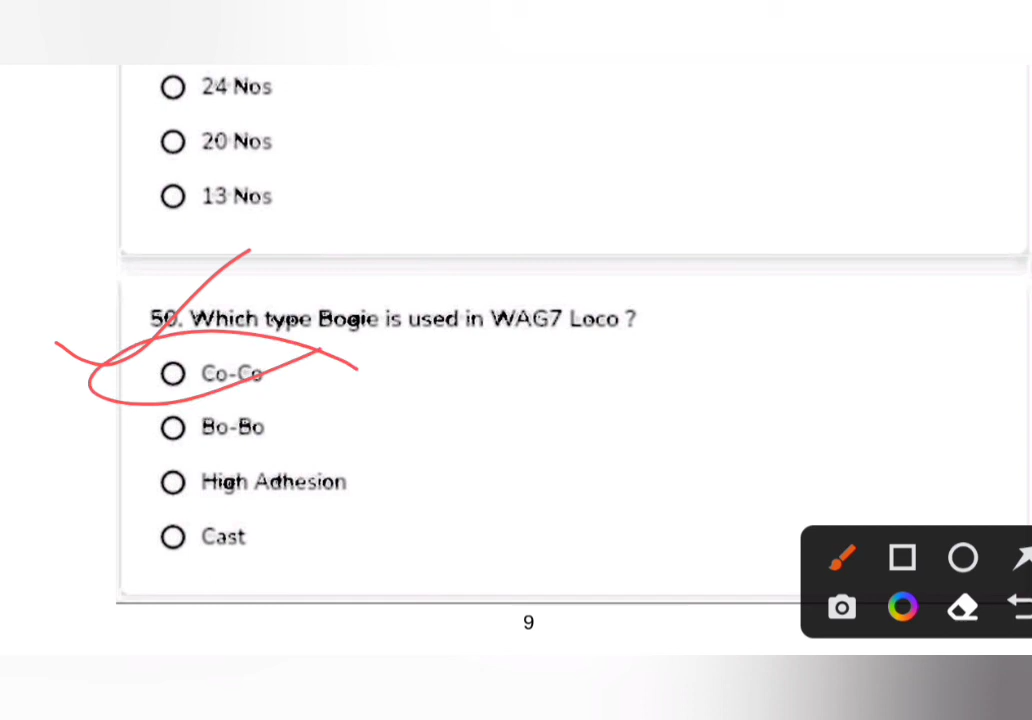 24 Nos
20 Nos
13 Nos
50. Which type Bogie is used in WAG7 Loco ?
Co-Co
Bo-Bo
High Adhesion
Cast
9